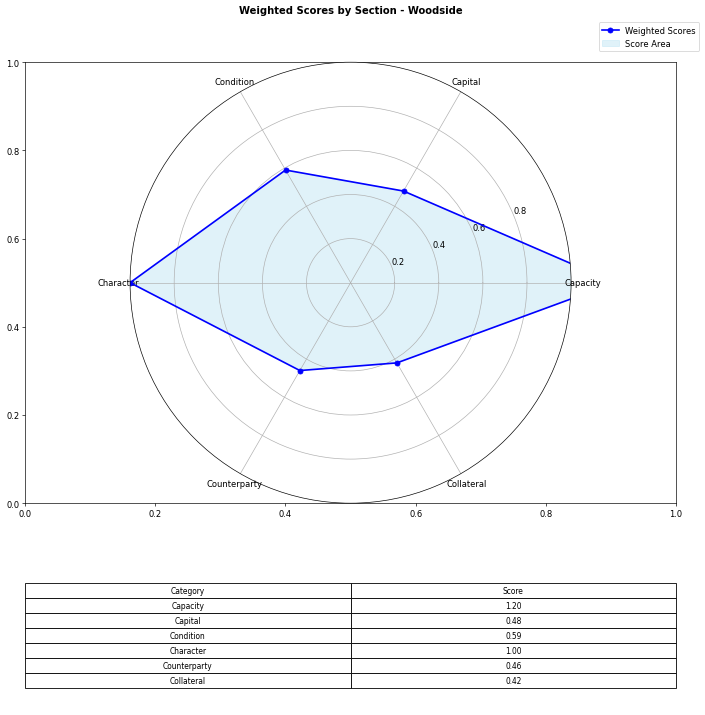 Weighted Scores by Section - Woodside
Weighted Scores
Score Area
1.0
0.8
0.6
0.4
0.2
0.0
0.0
0.2
0.4
0.6
0.8
1.0
Condition
Capital
Character
Capacity
Counterparty
Collateral
0.2
0.4
0.6
0.8
Category Score
Capacity 1.20
Capital 0.48
Condition 0.59
Character 1.00
Counterparty 0.46
Collateral 0.42